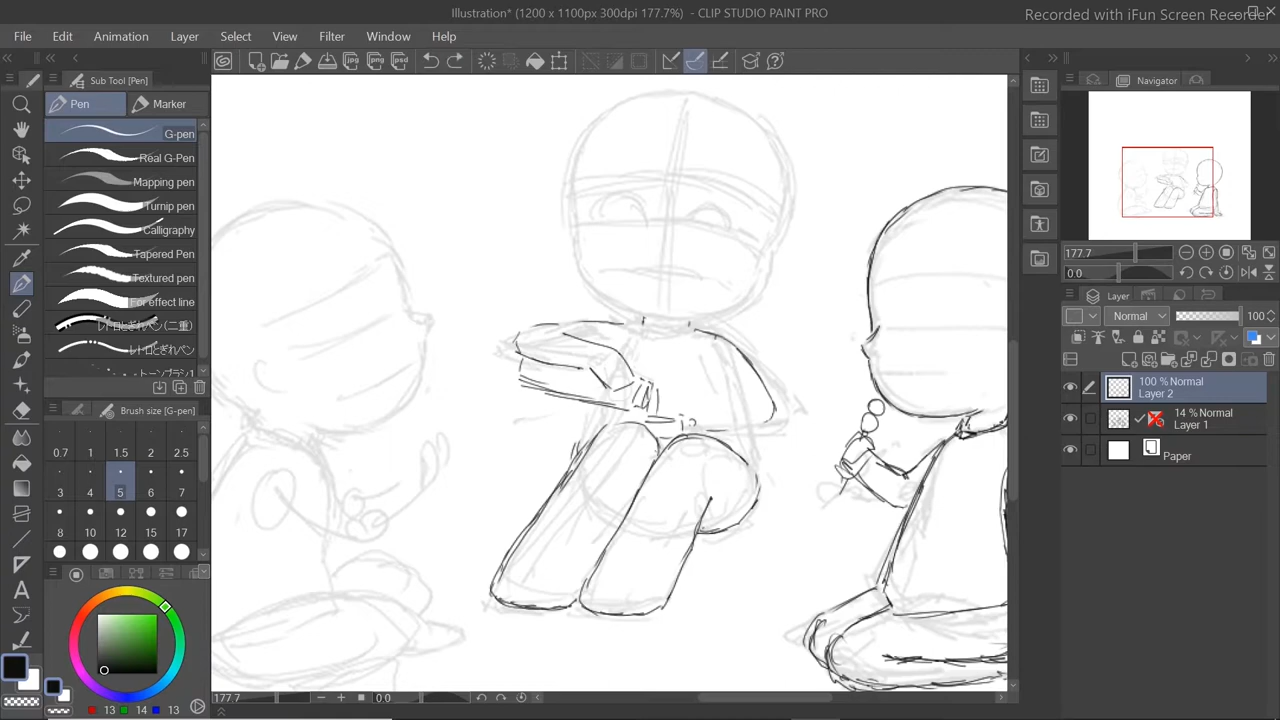 Illustration* (1200 x 1100px 300dpi 177.7%) - CLIP STUDIO PAINT PRO
Recorded with iFun Screen Recorder
File Edit Animation Layer Select View Filter Window Help
Sub Tool [Pen]
Pen
Marker
G-pen
Real G-Pen
Mapping pen
Turnip pen
Calligraphy
Tapered Pen
Textured pen
For effect line
Brush size [G-pen]
0.7 1 1.5 2 2.5
3 4 5 6 7
8 10 12 15 17
13 14 13
177.7 0.0
Navigator
177.7
0.0
Layer
Normal 100
100 % Normal
Layer 2
14 % Normal
Layer 1
Paper